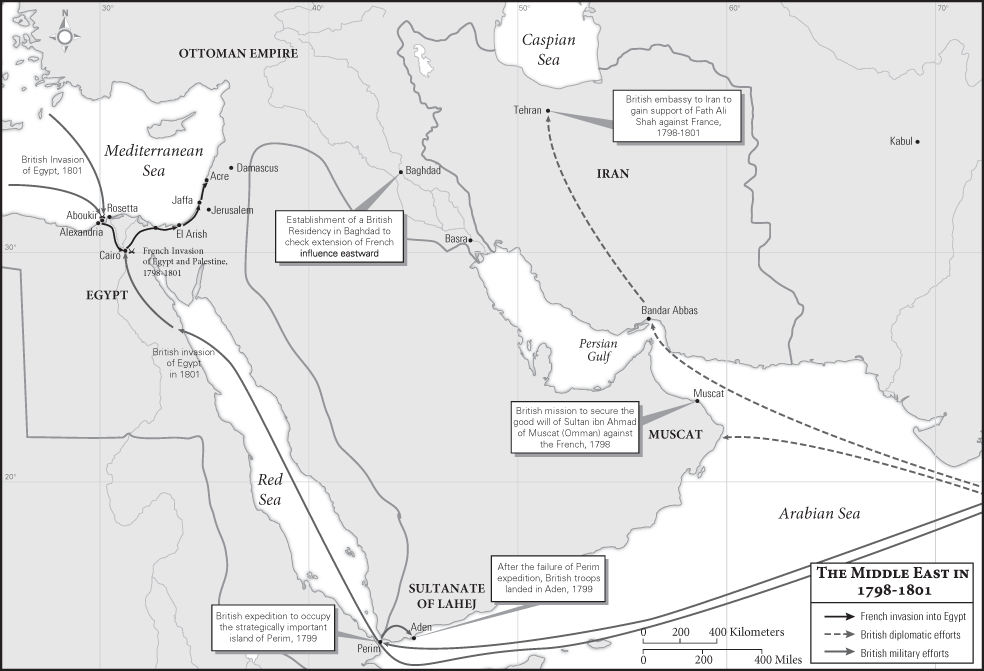 N
30°
40°
50°
60°
70°
OTTOMAN EMPIRE
Caspian
Sea
Tehran
British embassy to Iran to
gain support of Fath Ali
Shah against France,
1798-1801
Kabul
British Invasion
of Egypt, 1801
Mediterranean
Sea
Damascus
Acre
Baghdad
IRAN
Jaffa
Jerusalem
Aboukir
Rosetta
Alexandria
El Arish
Establishment of a British
Residency in Baghdad to
check extension of French
influence eastward
Basra
30°
Cairo
French Invasion
of Egypt and Palestine,
1798-1801
EGYPT
Bandar Abbas
British invasion
of Egypt
in 1801
Persian
Gulf
Muscat
British mission to secure the
good will of Sultan ibn Ahmad
of Muscat (Omman) against
the French, 1798
MUSCAT
20°
Red
Sea
Arabian Sea
After the failure of Perim
expedition, British troops
landed in Aden, 1799
SULTANATE
OF LAHEJ
British expedition to occupy
the strategically important
island of Perim, 1799
Aden
Perim
0 200 400 Kilometers
0 200 400 Miles
THE MIDDLE EAST IN
1798-1801
French invasion into Egypt
British diplomatic efforts
British military efforts